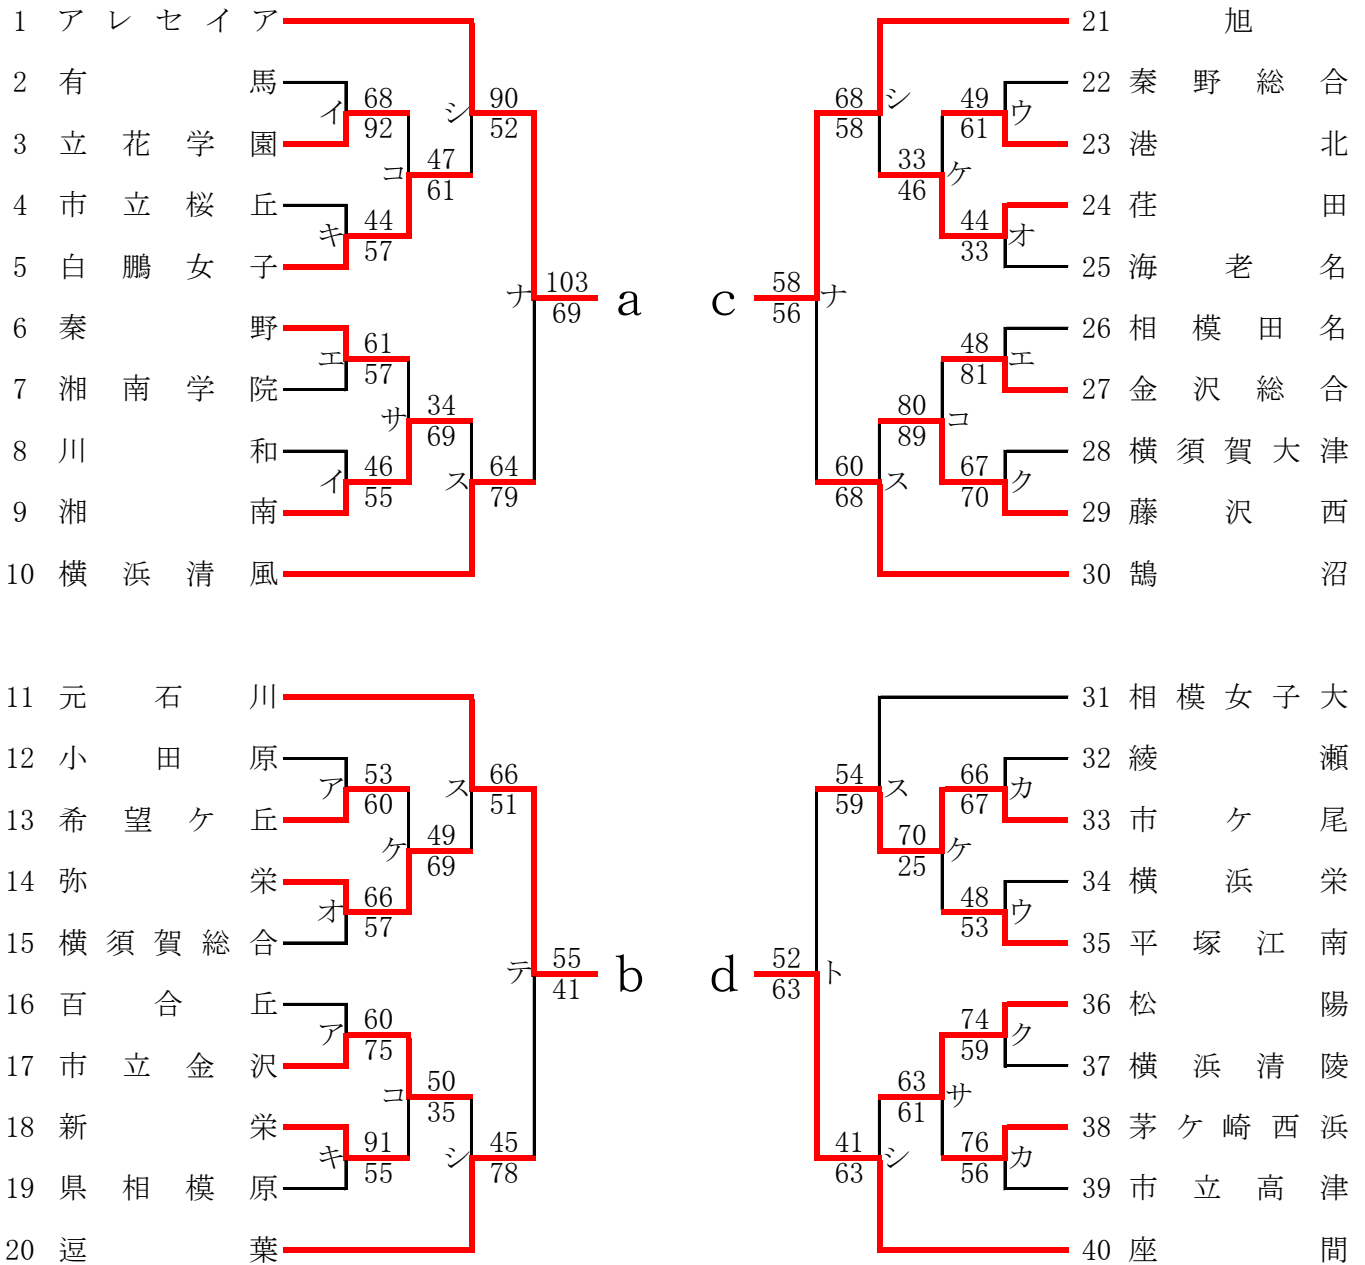 1 アレセイア
2 有馬
イ 68 92
3 立花学園
シ 90 52
コ 47 61
4 市立桜丘
キ 44 57
5 白鵬女子
ナ 103 69 a
6 秦野
エ 61 57
7 湘南学院
サ 34 69
8 川和
イ 46 55
ス 64 79
9 湘南
10 横浜清風
11 元石川
12 小田原
ア 53 60
ス 66 51
13 希望ケ丘
ケ 49 69
14 弥栄
オ 66 57
15 横須賀総合
テ 55 41 b
16 百合丘
ア 60 75
17 市立金沢
コ 50 35
18 新栄
キ 91 55
シ 45 78
19 県相模原
20 逗葉
21 旭
22 秦野総合
68 58 シ
49 61 ウ
23 港北
33 46 ケ
24 荏田
44 33 オ
25 海老名
c 58 56 ナ
26 相模田名
48 81 エ
27 金沢総合
80 89 コ
28 横須賀大津
60 68 ス
67 70 ク
29 藤沢西
30 鵠沼
31 相模女子大
32 綾瀬
54 59 ス
66 67 カ
33 市ケ尾
70 25 ケ
34 横浜栄
48 53 ウ
35 平塚江南
d 52 63 ト
36 松陽
74 59 ク
37 横浜清陵
63 61 サ
38 茅ケ崎西浜
41 63 シ
76 56 カ
39 市立高津
40 座間